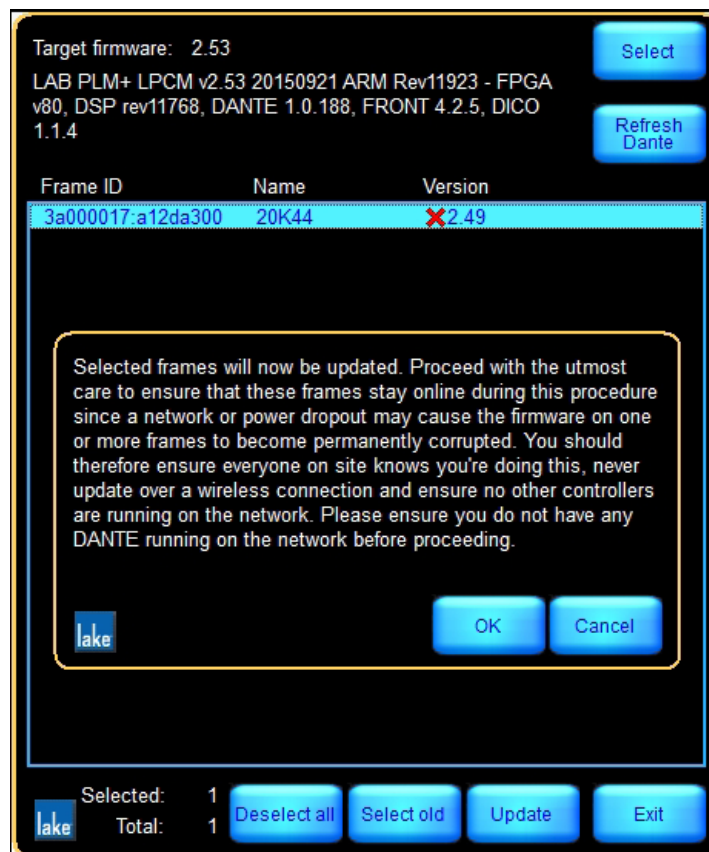 Target firmware: 2.53
Select
LAB PLM+ LPCM v2.53 20150921 ARM Rev11923 - FPGA
v80, DSP rev11768, DANTE 1.0.188, FRONT 4.2.5, DICO
1.1.4
Refresh
Dante
Frame ID Name Version
3a000017:a12da300 20K44 2.49
Selected frames will now be updated. Proceed with the utmost
care to ensure that these frames stay online during this procedure
since a network or power dropout may cause the firmware on one
or more frames to become permanently corrupted. You should
therefore ensure everyone on site knows you're doing this, never
update over a wireless connection and ensure no other controllers
are running on the network. Please ensure you do not have any
DANTE running on the network before proceeding.
lake
OK Cancel
Selected: 1
Total: 1
lake
Deselect all Select old Update Exit